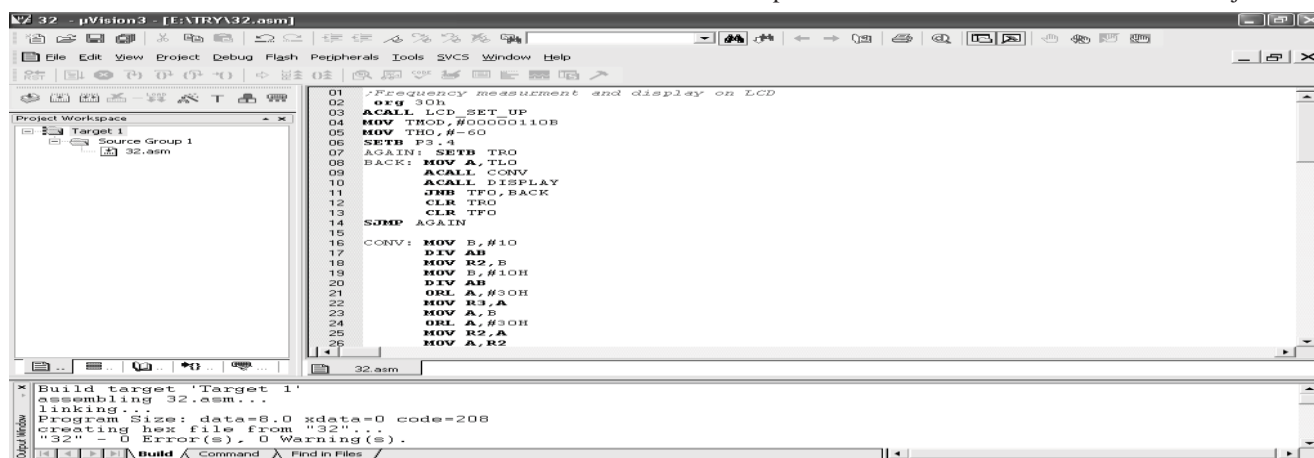 32 - µVision3 - [E:\TRY\32.asm]
File Edit View Project Debug Flash Peripherals Tools SVCS Window Help
Project Workspace
Target 1
Source Group 1
32.asm
01 ;Frequency measurment and display on LCD
02 org 30h
03 ACALL LCD_SET_UP
04 MOV TMOD,#00000110B
05 MOV TH0,#-60
06 SETB P3.4
07 AGAIN: SETB TR0
08 BACK: MOV A,TL0
09 ACALL CONV
10 ACALL DISPLAY
11 JNB TF0,BACK
12 CLR TR0
13 CLR TF0
14 SJMP AGAIN
15
16 CONV: MOV B,#10
17 DIV AB
18 MOV R2,B
19 MOV B,#10H
20 DIV AB
21 ORL A,#30H
22 MOV R3,A
23 MOV A,B
24 ORL A,#30H
25 MOV R2,A
26 MOV A,R2
32.asm
Build target 'Target 1'
assembling 32.asm...
linking...
Program Size: data=8.0 xdata=0 code=208
creating hex file from "32"...
"32" - 0 Error(s), 0 Warning(s).
Output Window
Build Command Find in Files